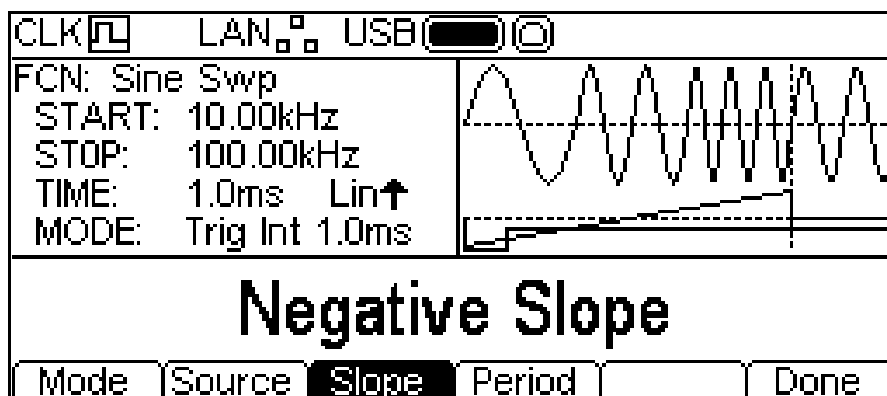 CLK LAN USB
FCN: Sine Swp
START: 10.00kHz
STOP: 100.00kHz
TIME: 1.0ms Lin↑
MODE: Trig Int 1.0ms
Negative Slope
Mode Source Slope Period Done